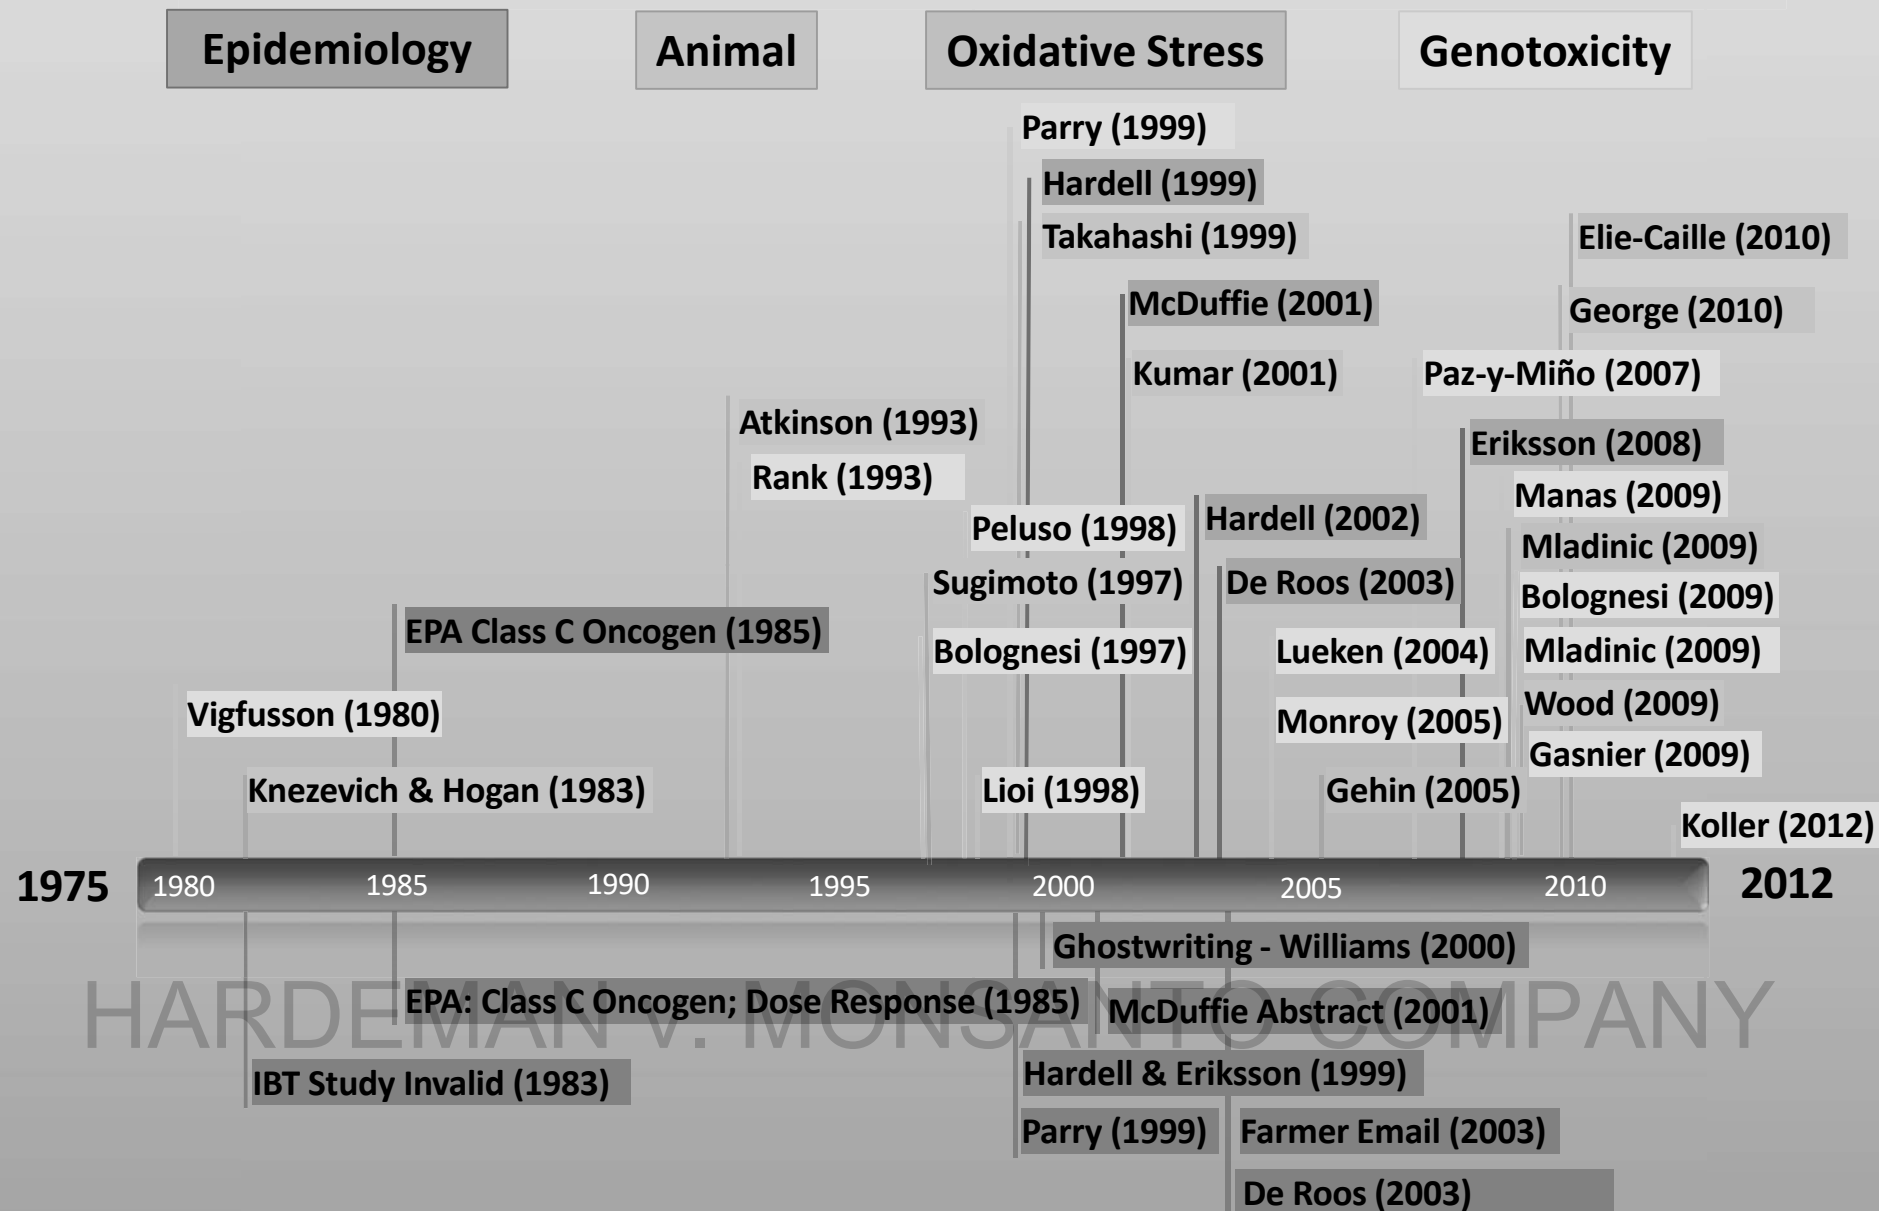 Epidemiology
Animal
Oxidative Stress
Genotoxicity
Parry (1999)
Hardell (1999)
Takahashi (1999)
Elie-Caille (2010)
McDuffie (2001)
George (2010)
Kumar (2001)
Paz-y-Miño (2007)
Atkinson (1993)
Eriksson (2008)
Rank (1993)
Manas (2009)
Peluso (1998)
Hardell (2002)
Mladinic (2009)
Sugimoto (1997)
De Roos (2003)
Bolognesi (2009)
EPA Class C Oncogen (1985)
Bolognesi (1997)
Lueken (2004)
Mladinic (2009)
Vigfusson (1980)
Monroy (2005)
Wood (2009)
Gasnier (2009)
Knezevich & Hogan (1983)
Lioi (1998)
Gehin (2005)
Koller (2012)
1975
1980
1985
1990
1995
2000
2005
2010
2012
Ghostwriting - Williams (2000)
EPA: Class C Oncogen; Dose Response (1985)
McDuffie Abstract (2001)
HARDEMAN v. MONSANTO COMPANY
IBT Study Invalid (1983)
Hardell & Eriksson (1999)
Parry (1999)
Farmer Email (2003)
De Roos (2003)